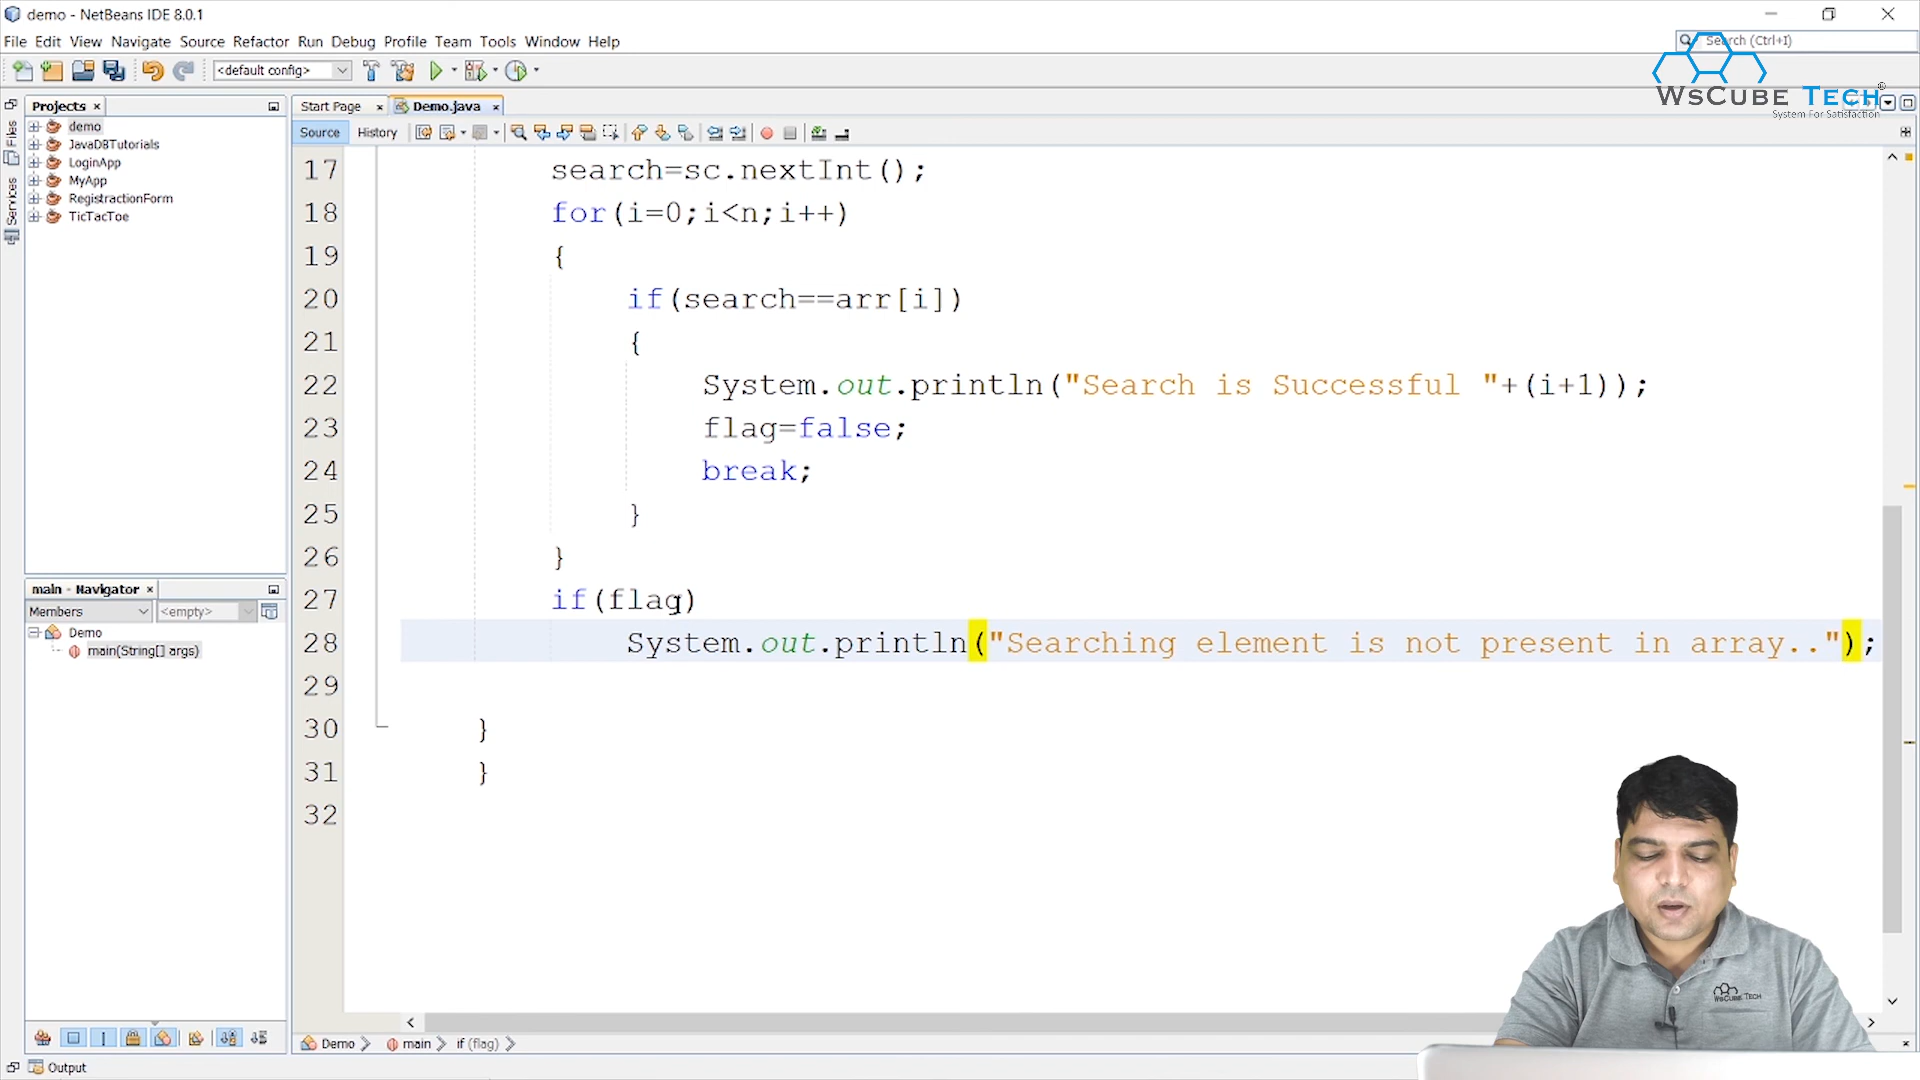 demo - NetBeans IDE 8.0.1
File Edit View Navigate Source Refactor Run Debug Profile Team Tools Window Help
Search (Ctrl+I)
<default config>
WsCube Tech®
System For Satisfaction
Projects
Start Page
Demo.java
Files
Services
demo
JavaDBTutorials
LoginApp
MyApp
RegistractionForm
TicTacToe
Source History
17 search=sc.nextInt();
18 for(i=0;i<n;i++)
19 {
20 if(search==arr[i])
21 {
22 System.out.println("Search is Successful "+(i+1));
23 flag=false;
24 break;
25 }
26 }
27 if(flag)
28 System.out.println("Searching element is not present in array..");
29
30 }
31 }
32
main - Navigator
Members <empty>
Demo
main(String[] args)
WsCube Tech
Demo main if (flag)
Output